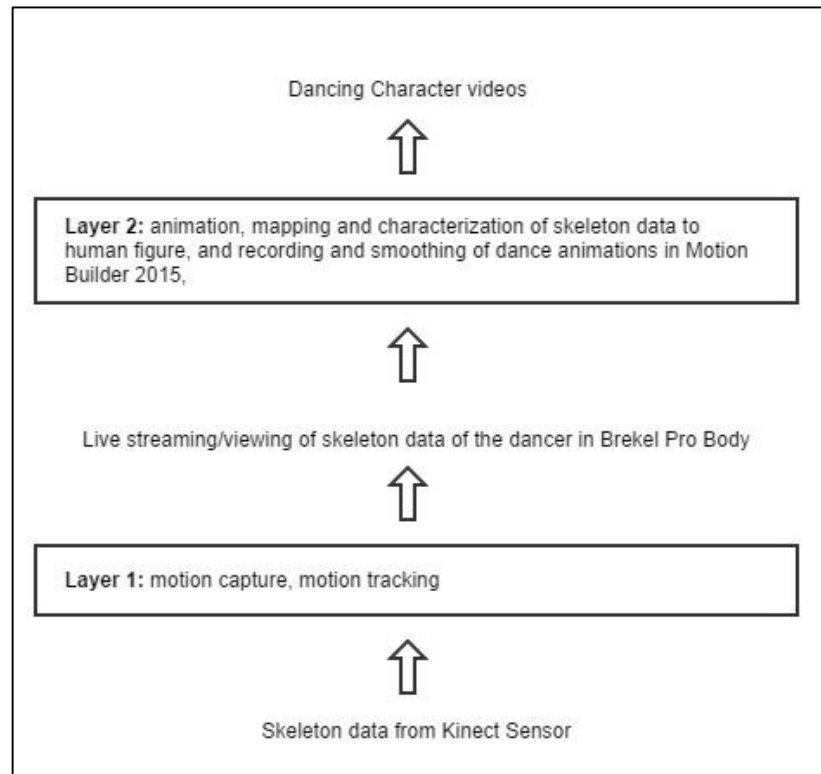 Dancing Character videos
Layer 2: animation, mapping and characterization of skeleton data to
human figure, and recording and smoothing of dance animations in Motion
Builder 2015,
Live streaming/viewing of skeleton data of the dancer in Brekel Pro Body
Layer 1: motion capture, motion tracking
Skeleton data from Kinect Sensor